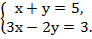 x + y = 5,
3x − 2y = 3.